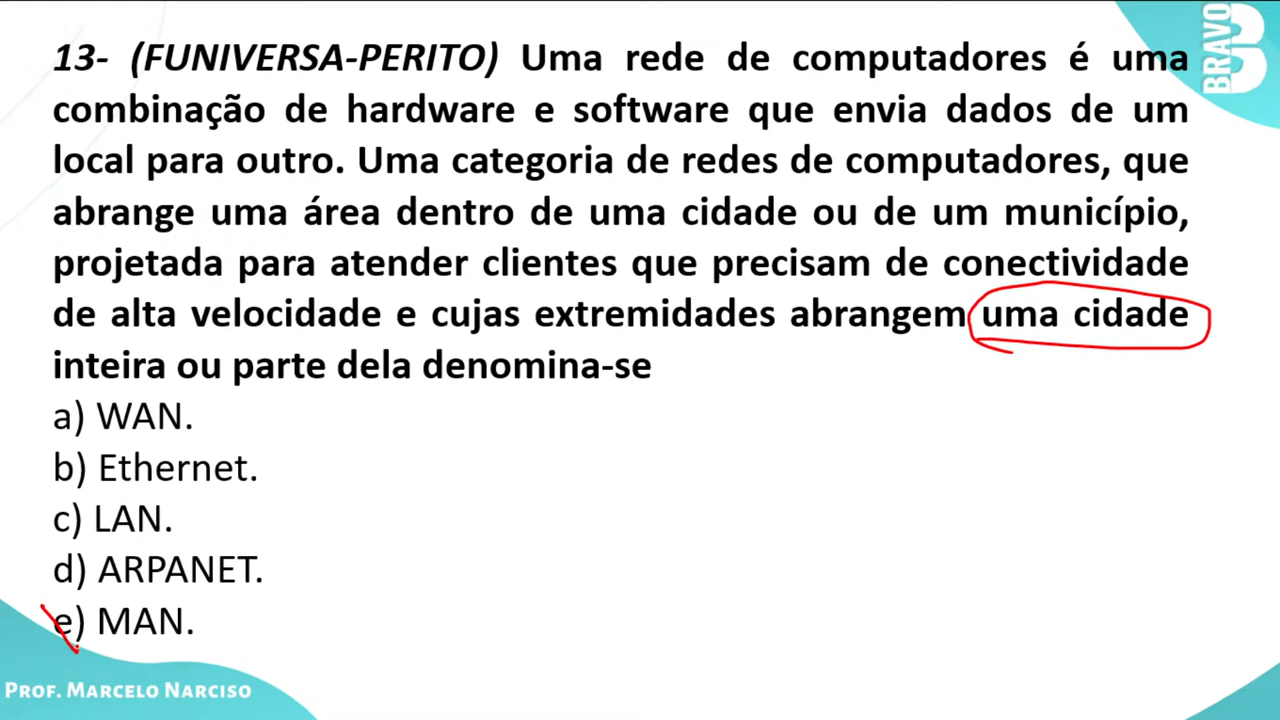 BRAVO
13- (FUNIVERSA-PERITO) Uma rede de computadores é uma
combinação de hardware e software que envia dados de um
local para outro. Uma categoria de redes de computadores, que
abrange uma área dentro de uma cidade ou de um município,
projetada para atender clientes que precisam de conectividade
de alta velocidade e cujas extremidades abrangem uma cidade
inteira ou parte dela denomina-se
a) WAN.
b) Ethernet.
c) LAN.
d) ARPANET.
e) MAN.
PROF. MARCELO NARCISO